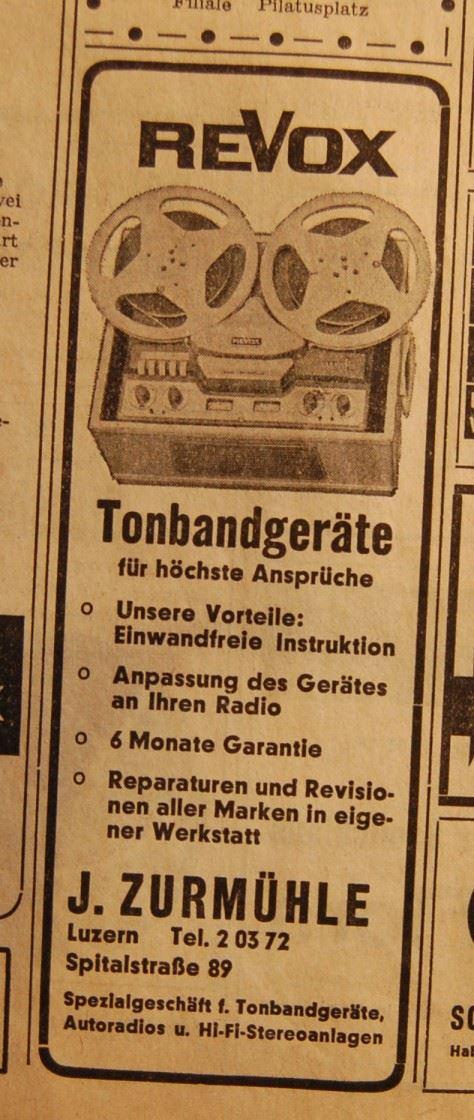 Filiale Pilatusplatz
REVOX
REVOX
Tonbandgeräte
für höchste Ansprüche
o Unsere Vorteile:
Einwandfreie Instruktion
o Anpassung des Gerätes
an Ihren Radio
o 6 Monate Garantie
o Reparaturen und Revisio-
nen aller Marken in eige-
ner Werkstatt
J. ZURMÜHLE
Luzern Tel. 2 03 72
Spitalstraße 89
Spezialgeschäft f. Tonbandgeräte,
Autoradios u. Hi-Fi-Stereoanlagen